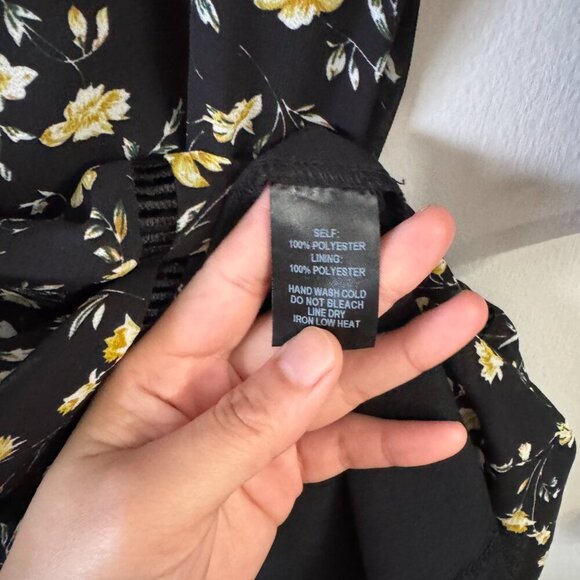 SELF:
100% POLYESTER
LINING:
100% POLYESTER
HAND WASH COLD
DO NOT BLEACH
LINE DRY
IRON LOW HEAT